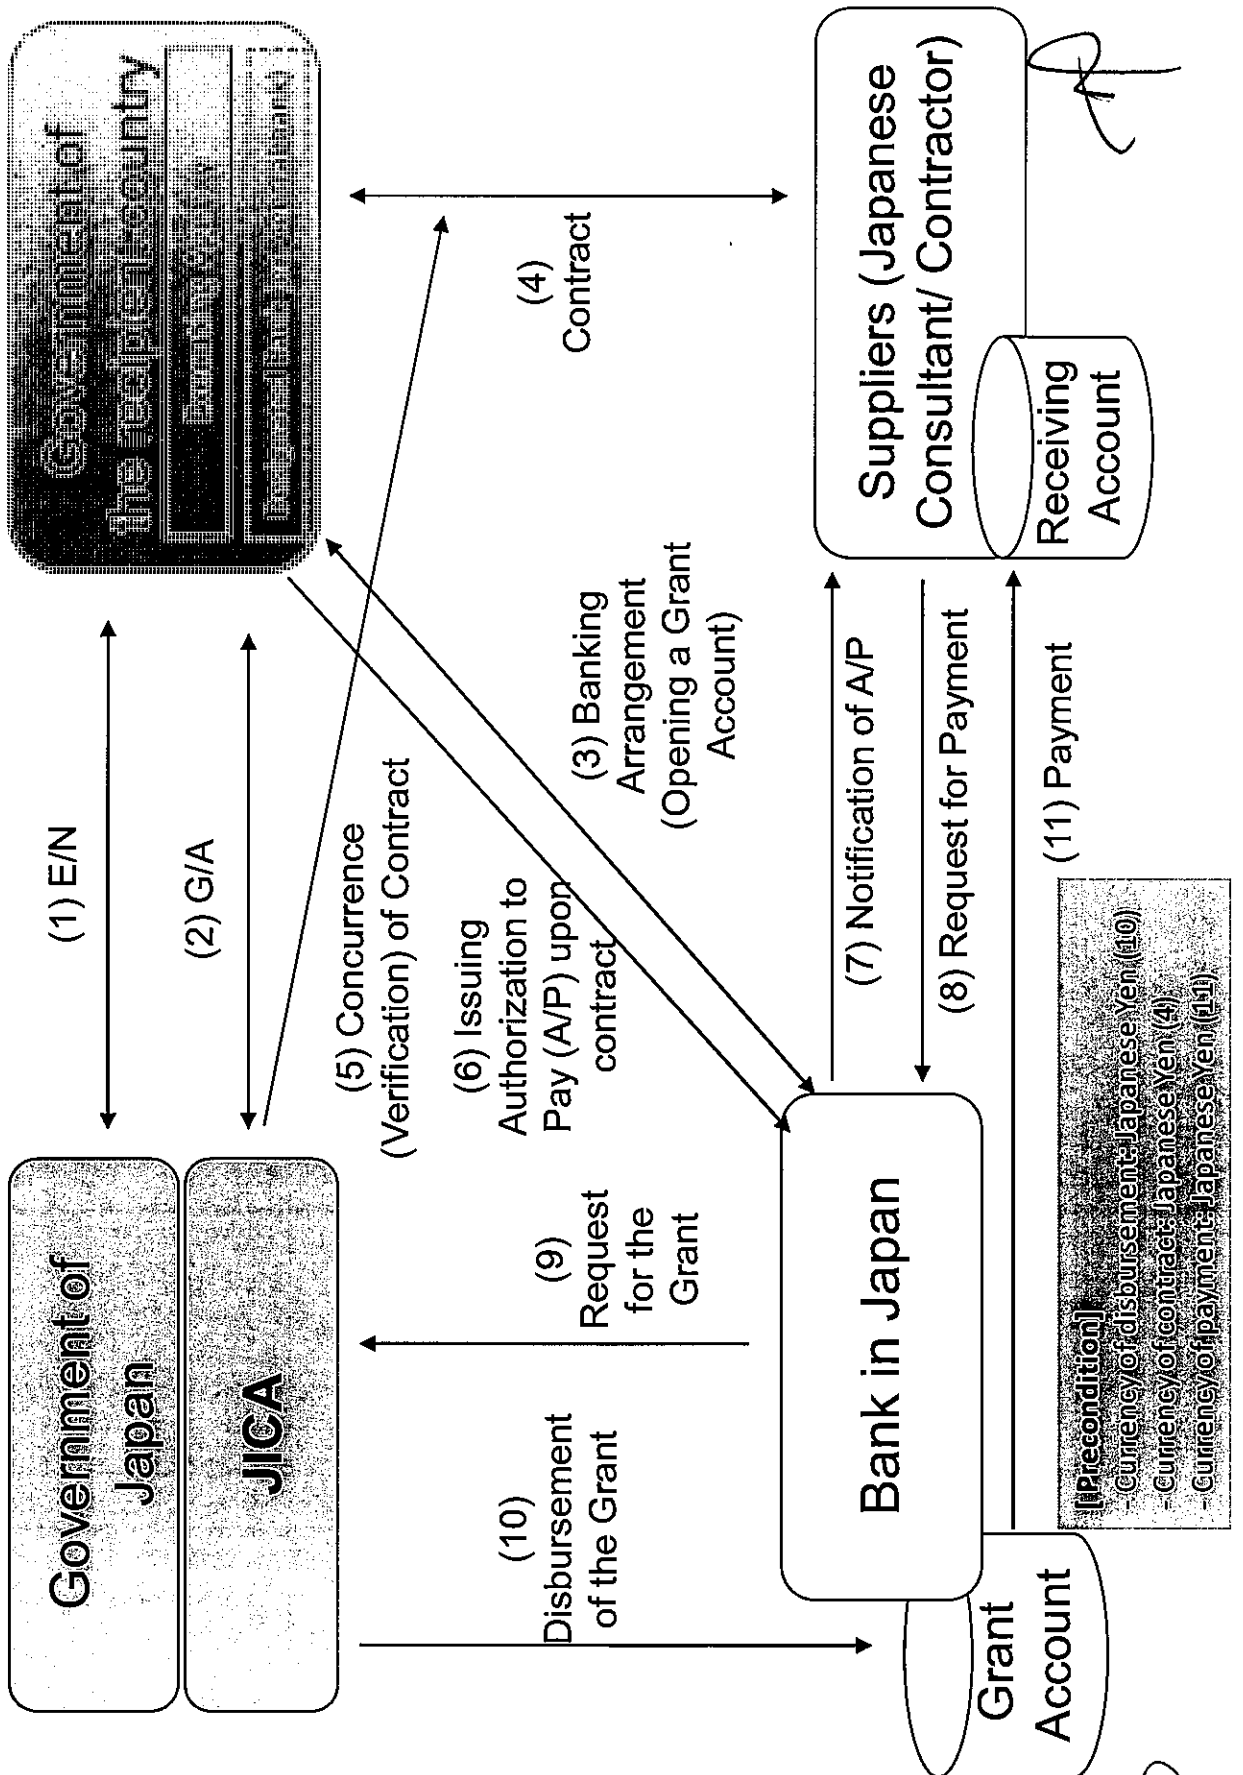 Government of
Japan
JICA
Government of
the recipient country
(1) E/N
(2) G/A
(5) Concurrence
(Verification) of Contract
(6) Issuing
Authorization to
Pay (A/P) upon
contract
(4)
Contract
(3) Banking
Arrangement
(Opening a Grant
Account)
(9)
Request
for the
Grant
(10)
Disbursement
of the Grant
Bank in Japan
Grant
Account
(7) Notification of A/P
(8) Request for Payment
(11) Payment
Suppliers (Japanese
Consultant/ Contractor)
Receiving
Account
[Precondition]
- Currency of disbursement: Japanese Yen (10)
- Currency of contract: Japanese Yen (4)
- Currency of payment: Japanese Yen (11)